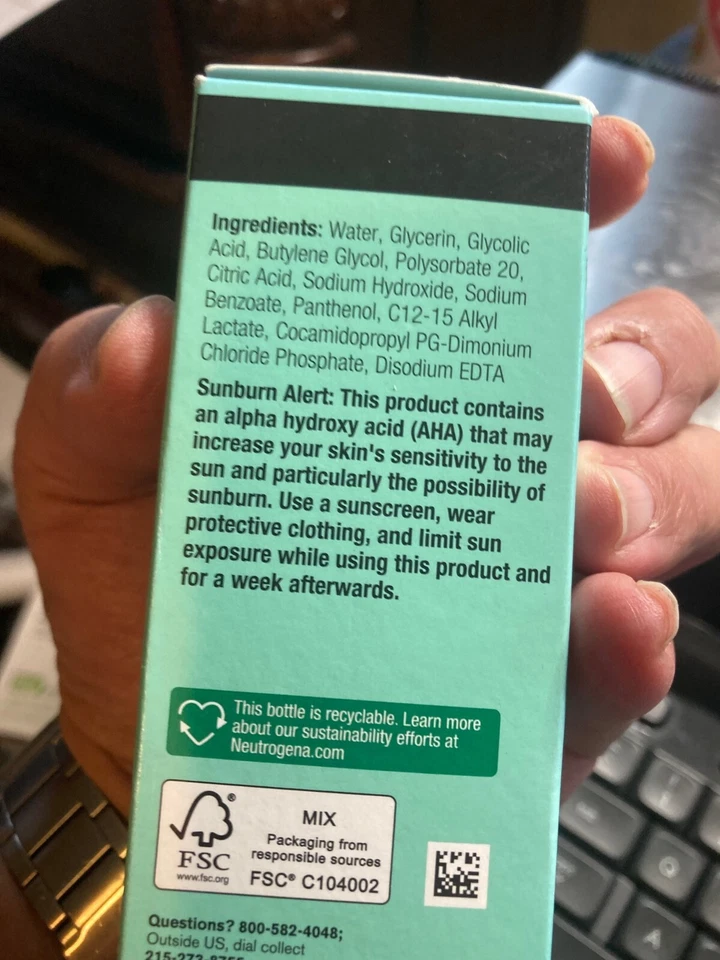 Ingredients: Water, Glycerin, Glycolic
Acid, Butylene Glycol, Polysorbate 20,
Citric Acid, Sodium Hydroxide, Sodium
Benzoate, Panthenol, C12-15 Alkyl
Lactate, Cocamidopropyl PG-Dimonium
Chloride Phosphate, Disodium EDTA
Sunburn Alert: This product contains
an alpha hydroxy acid (AHA) that may
increase your skin's sensitivity to the
sun and particularly the possibility of
sunburn. Use a sunscreen, wear
protective clothing, and limit sun
exposure while using this product and
for a week afterwards.
This bottle is recyclable. Learn more
about our sustainability efforts at
Neutrogena.com
®
FSC
www.fsc.org
MIX
Packaging from
responsible sources
FSC® C104002
Questions? 800-582-4048;
Outside US, dial collect
215-273-8755
Q
A